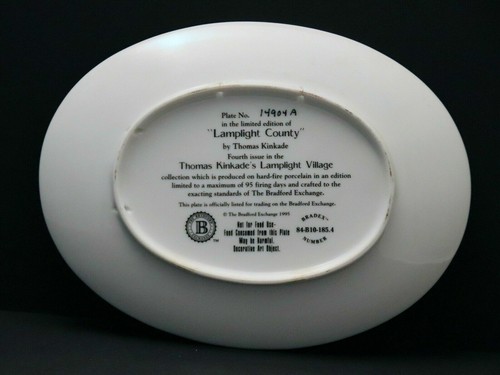 Plate No. 14904A
in the limited edition of
"Lamplight County"
by Thomas Kinkade
Fourth issue in the
Thomas Kinkade's Lamplight Village
collection which is produced on hard-fire porcelain in an edition
limited to a maximum of 95 firing days and crafted to the
exacting standards of The Bradford Exchange.
This plate is officially listed for trading on the Bradford Exchange.
© The Bradford Exchange 1995
B
TM
Not For Food Use-
Food Consumed from this Plate
May be Harmful.
Decorative Art Object.
BRADEX®
84-B10-185.4
NUMBER